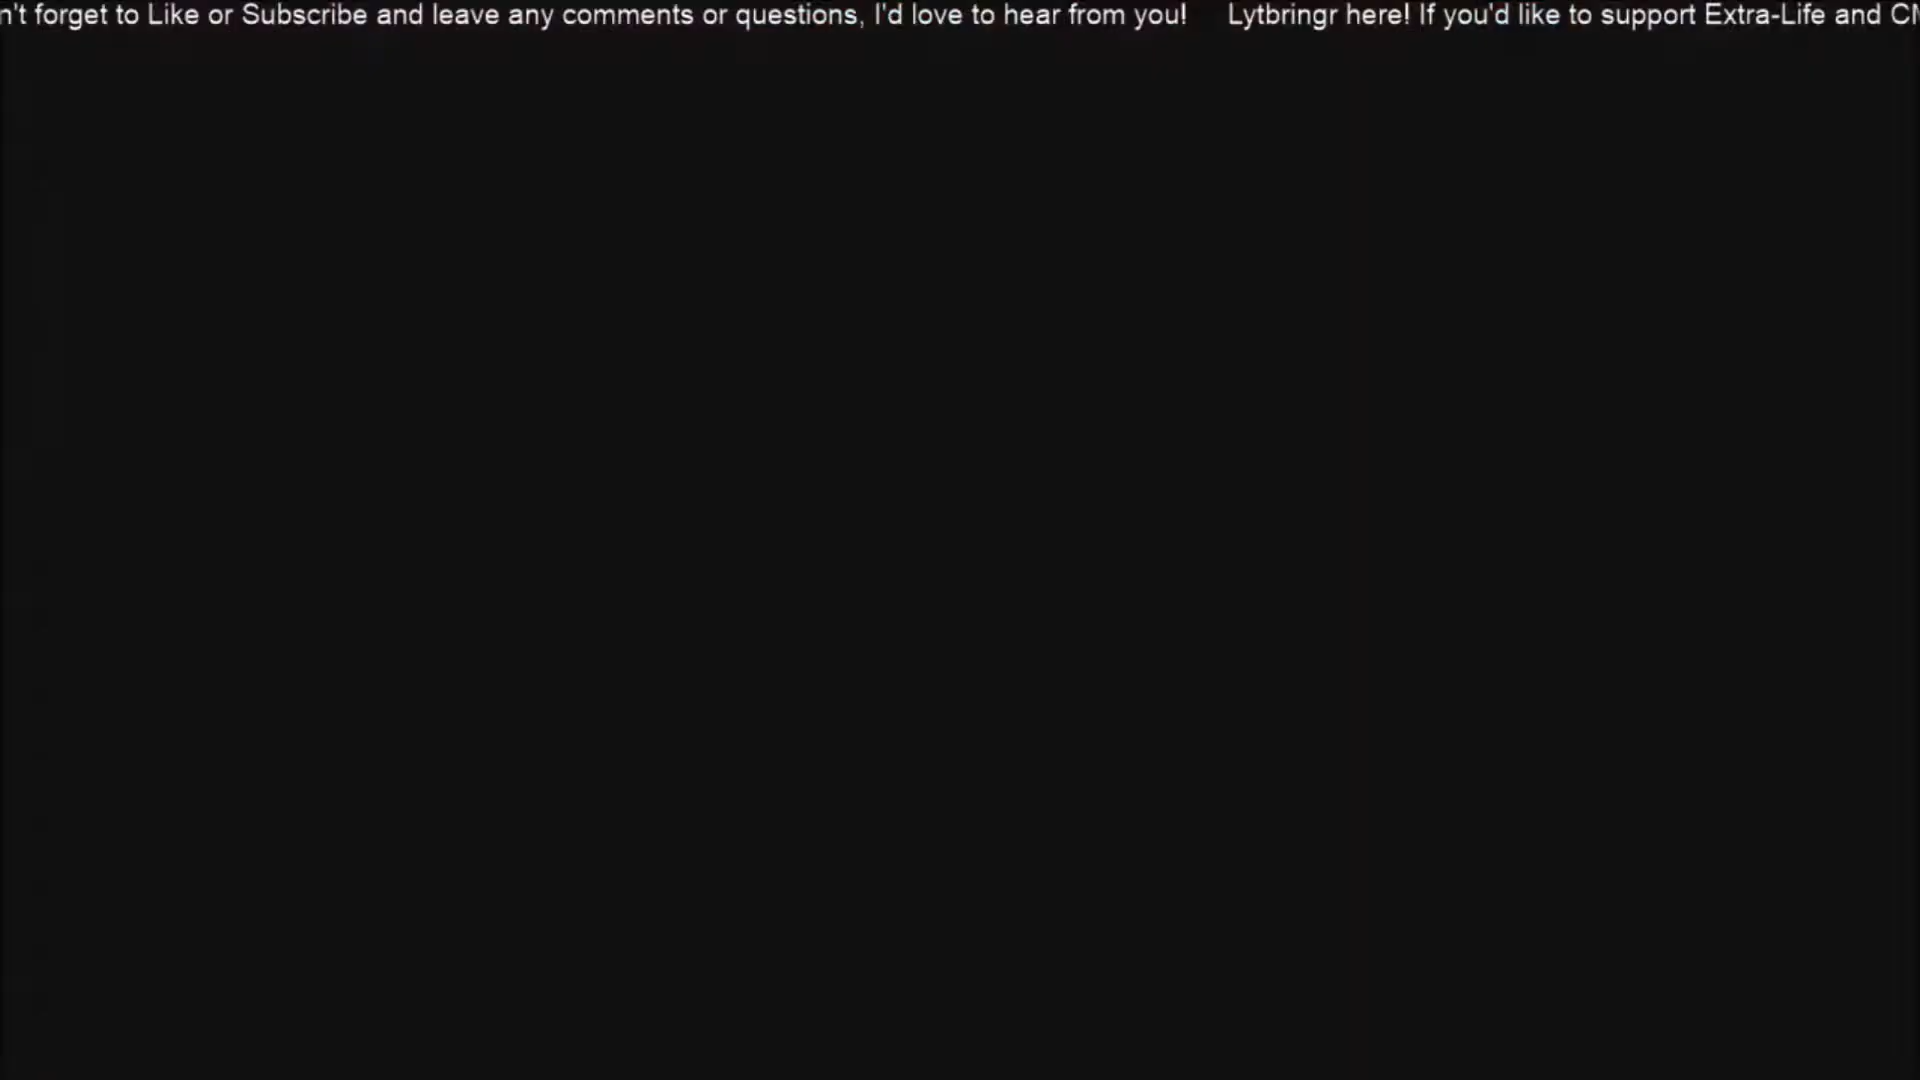 n't forget to Like or Subscribe and leave any comments or questions, I'd love to hear from you! Lytbringr here! If you'd like to support Extra-Life and